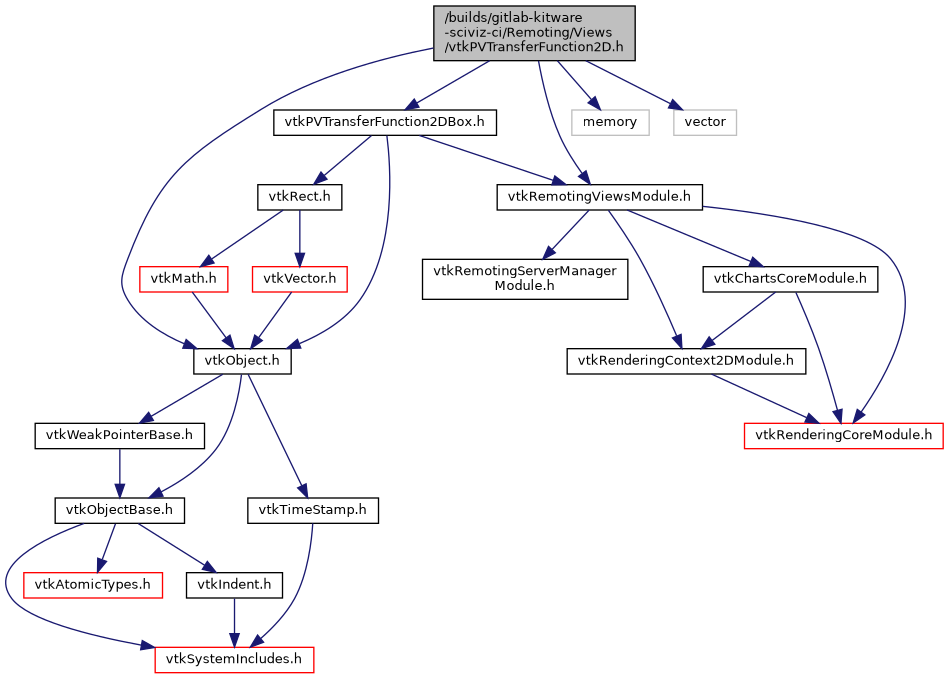 /builds/gitlab-kitware
-sciviz-ci/Remoting/Views
/vtkPVTransferFunction2D.h
vtkPVTransferFunction2DBox.h
memory
vector
vtkRect.h
vtkRemotingViewsModule.h
vtkMath.h
vtkVector.h
vtkRemotingServerManager
Module.h
vtkChartsCoreModule.h
vtkObject.h
vtkRenderingContext2DModule.h
vtkWeakPointerBase.h
vtkRenderingCoreModule.h
vtkObjectBase.h
vtkTimeStamp.h
vtkAtomicTypes.h
vtkIndent.h
vtkSystemIncludes.h